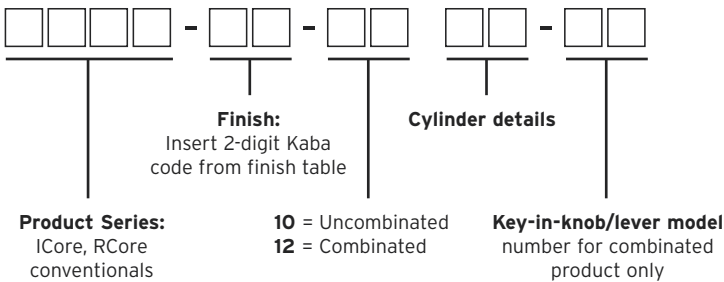 Finish:
Insert 2-digit Kaba
code from finish table
Cylinder details
Product Series:
ICore, RCore
conventionals
10 = Uncombinated
12 = Combinated
Key-in-knob/lever model
number for combinated
product only